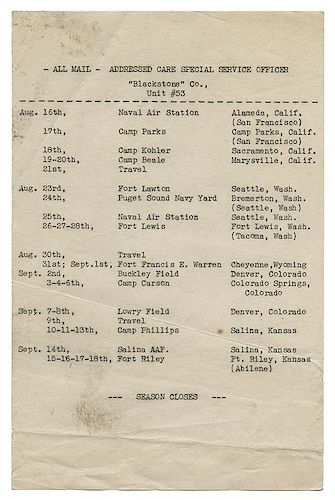 - ALL MAIL - ADDRESSED CARE SPECIAL SERVICE OFFICER
"Blackstone" Co.,
Unit #53
Aug. 16th, Naval Air Station Alameda, Calif.
(San Francisco)
17th, Camp Parks Camp Parks, Calif.
(San Francisco)
18th, Camp Kohler Sacramento, Calif.
19-20th, Camp Beale Marysville, Calif.
21st, Travel
Aug. 23rd, Fort Lawton Seattle, Wash.
24th, Puget Sound Navy Yard Bremerton, Wash.
(Seattle, Wash)
25th, Naval Air Station Seattle, Wash.
26-27-28th, Fort Lewis Fort Lewis, Wash.
(Tacoma, Wash)
Aug. 30th, Travel
31st; Sept.1st, Fort Francis E. Warren Cheyenne,Wyoming
Sept. 2nd, Buckley Field Denver, Colorado
3-4-6th, Camp Carson Colorado Springs,
Colorado
Sept. 7-8th, Lowry Field Denver, Colorado
9th, Travel
10-11-13th, Camp Phillips Salina, Kansas
Sept. 14th, Salina AAF. Salina, Kansas
15-16-17-18th, Fort Riley Ft. Riley, Kansas
(Abilene)
--- SEASON CLOSES ---